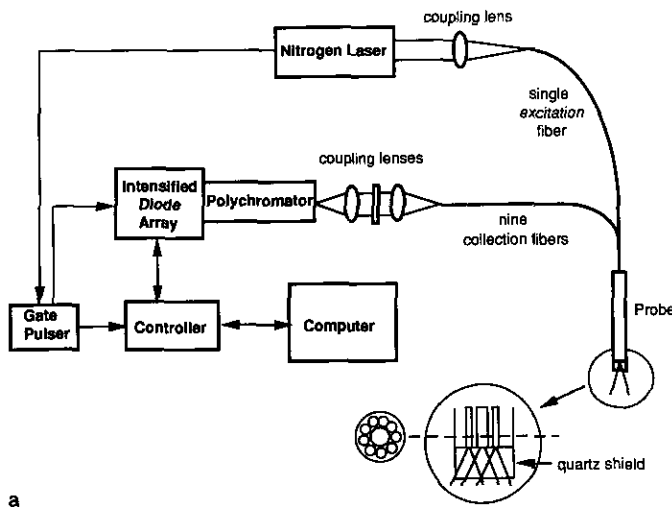 coupling lens
Nitrogen Laser
single
excitation
fiber
coupling lenses
Intensified
Diode
Array
Polychromator
nine
collection fibers
Gate
Pulser
Controller
Computer
Probe
quartz shield
a